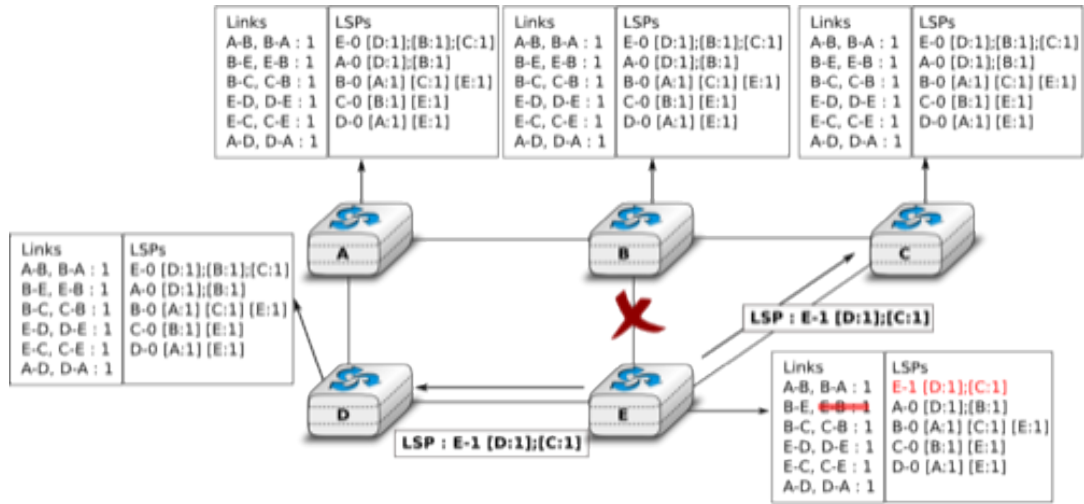 Links LSPs
A-B, B-A : 1 E-0 [D:1];[B:1];[C:1]
B-E, E-B : 1 A-0 [D:1];[B:1]
B-C, C-B : 1 B-0 [A:1] [C:1] [E:1]
E-D, D-E : 1 C-0 [B:1] [E:1]
E-C, C-E : 1 D-0 [A:1] [E:1]
A-D, D-A : 1
Links LSPs
A-B, B-A : 1 E-0 [D:1];[B:1];[C:1]
B-E, E-B : 1 A-0 [D:1];[B:1]
B-C, C-B : 1 B-0 [A:1] [C:1] [E:1]
E-D, D-E : 1 C-0 [B:1] [E:1]
E-C, C-E : 1 D-0 [A:1] [E:1]
A-D, D-A : 1
Links LSPs
A-B, B-A : 1 E-0 [D:1];[B:1];[C:1]
B-E, E-B : 1 A-0 [D:1];[B:1]
B-C, C-B : 1 B-0 [A:1] [C:1] [E:1]
E-D, D-E : 1 C-0 [B:1] [E:1]
E-C, C-E : 1 D-0 [A:1] [E:1]
A-D, D-A : 1
A
B
C
Links LSPs
A-B, B-A : 1 E-0 [D:1];[B:1];[C:1]
B-E, E-B : 1 A-0 [D:1];[B:1]
B-C, C-B : 1 B-0 [A:1] [C:1] [E:1]
E-D, D-E : 1 C-0 [B:1] [E:1]
E-C, C-E : 1 D-0 [A:1] [E:1]
A-D, D-A : 1
LSP : E-1 [D:1];[C:1]
D
E
LSP : E-1 [D:1];[C:1]
Links LSPs
A-B, B-A : 1 E-1 [D:1];[C:1]
B-E, E-B : 1 A-0 [D:1];[B:1]
B-C, C-B : 1 B-0 [A:1] [C:1] [E:1]
E-D, D-E : 1 C-0 [B:1] [E:1]
E-C, C-E : 1 D-0 [A:1] [E:1]
A-D, D-A : 1